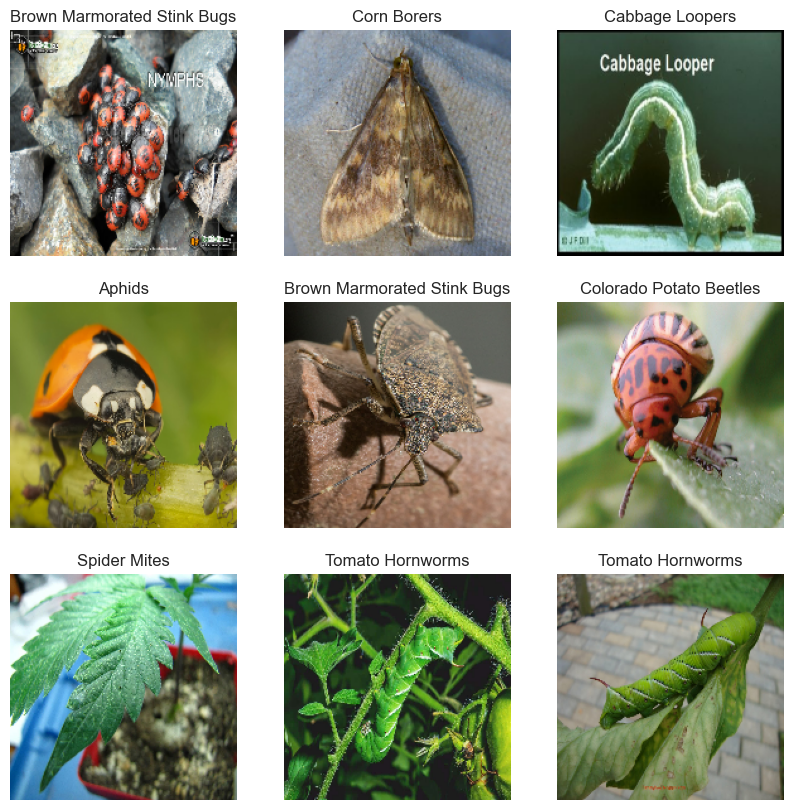 Brown Marmorated Stink Bugs
Corn Borers
Cabbage Loopers
NYMPHS
Cabbage Looper
Aphids
Brown Marmorated Stink Bugs
Colorado Potato Beetles
Spider Mites
Tomato Hornworms
Tomato Hornworms